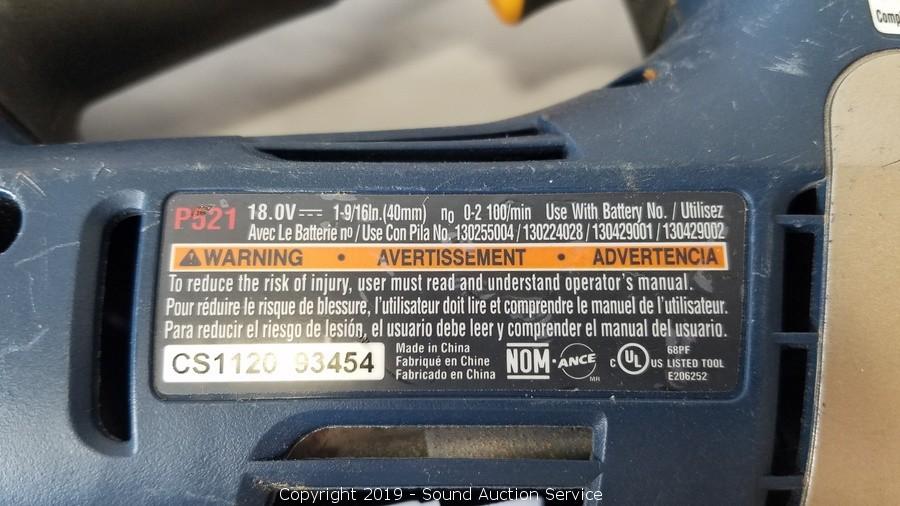 Comp
P521 18.0V 1-9/16In.(40mm) no 0-2 100/min Use With Battery No. / Utilisez
Avec Le Batterie nº / Use Con Pila No. 130255004 / 130224028 / 130429001 / 130429002
WARNING • AVERTISSEMENT • ADVERTENCIA
To reduce the risk of injury, user must read and understand operator's manual.
Pour réduire le risque de blessure, l'utilisateur doit lire et comprendre le manuel de l'utilisateur.
Para reducir el riesgo de lesión, el usuario debe leer y comprender el manual del usuario.
CS1120 93454
Made in China
Fabriqué en Chine
Fabricado en China
NOM-ANCE
MR
C UL US
68PF
LISTED TOOL
E206252
Copyright 2019 - Sound Auction Service